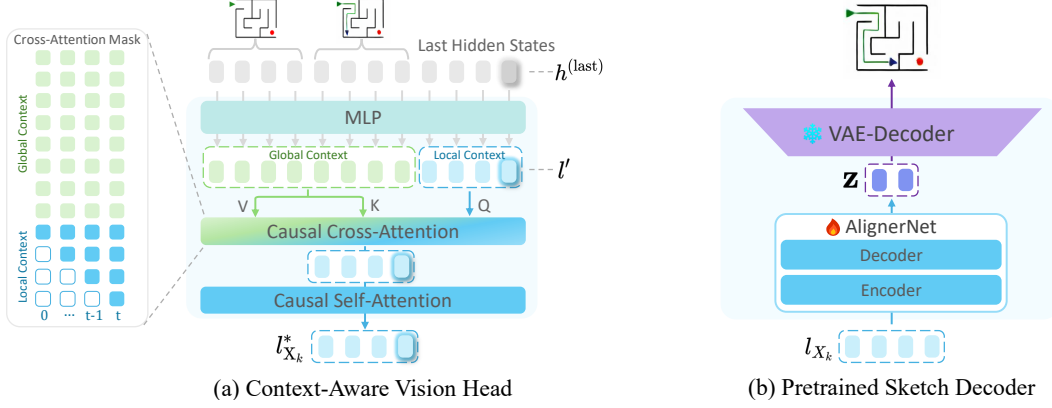 Cross-Attention Mask
Global Context
Local Context
0 ... t-1 t
Last Hidden States
h^(last)
MLP
Global Context
Local Context
l′
V
K
Q
Causal Cross-Attention
Causal Self-Attention
l*_{X_k}
(a) Context-Aware Vision Head
VAE-Decoder
z
AlignerNet
Decoder
Encoder
l_{X_k}
(b) Pretrained Sketch Decoder